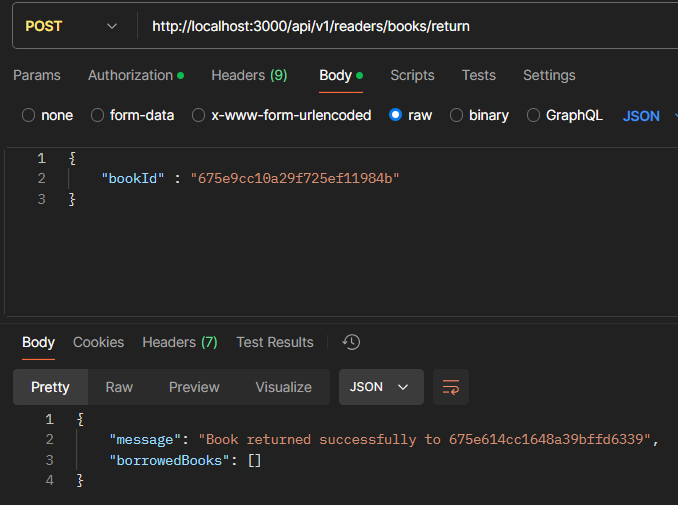 POST http://localhost:3000/api/v1/readers/books/return
Params Authorization Headers (9) Body Scripts Tests Settings
none form-data x-www-form-urlencoded raw binary GraphQL JSON
1 {
2 "bookId" : "675e9cc10a29f725ef11984b"
3 }
Body Cookies Headers (7) Test Results
Pretty Raw Preview Visualize JSON
1 {
2 "message": "Book returned successfully to 675e614cc1648a39bffd6339",
3 "borrowedBooks": []
4 }